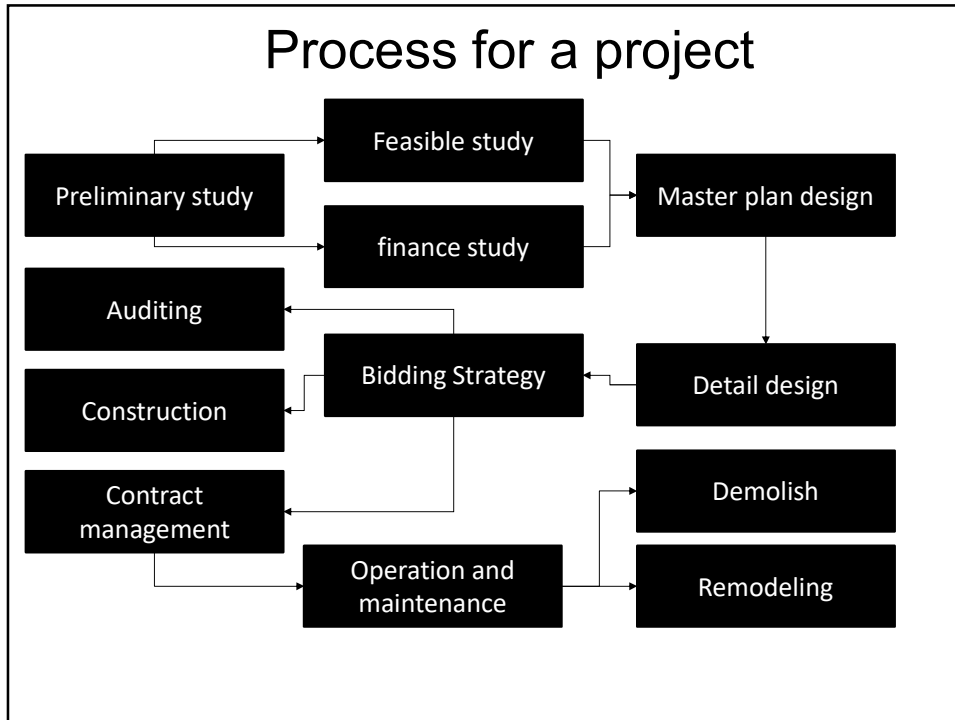 Process for a project
Feasible study
Preliminary study
Master plan design
finance study
Auditing
Bidding Strategy
Detail design
Construction
Contract
management
Demolish
Operation and
maintenance
Remodeling